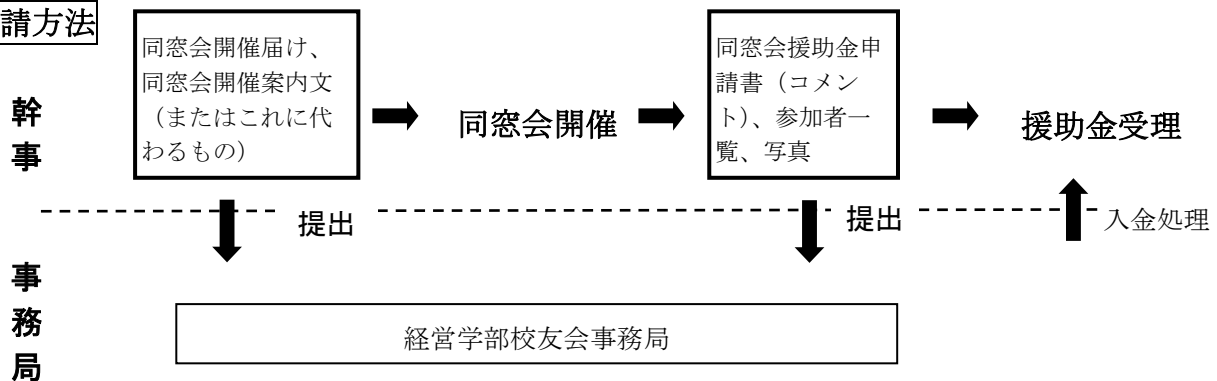 請方法
同窓会開催届け、
同窓会開催案内文
（またはこれに代
わるもの）
同窓会援助金申
請書（コメン
ト）、参加者一
覧、写真
幹
事
同窓会開催
援助金受理
提出
提出
入金処理
事
務
局
経営学部校友会事務局